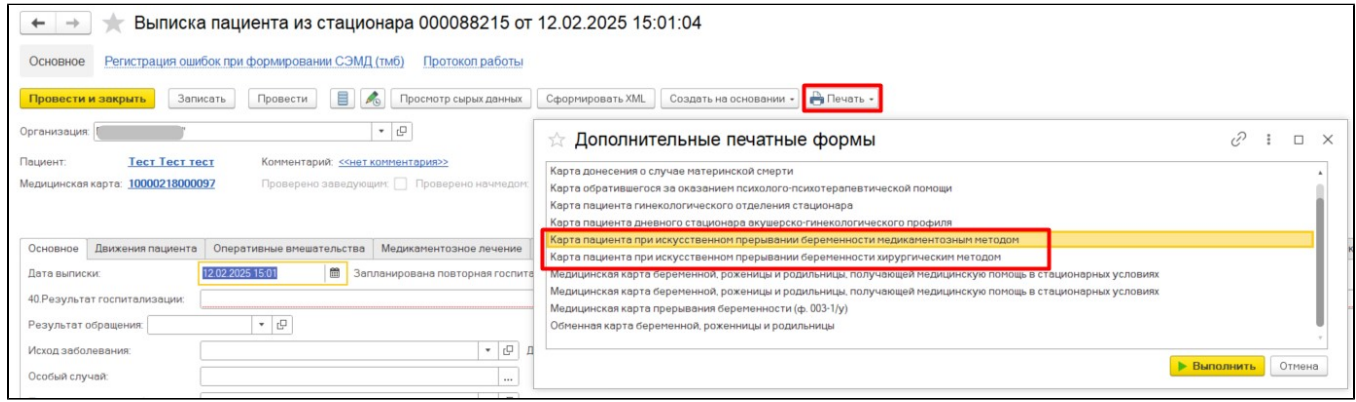 Выписка пациента из стационара 000088215 от 12.02.2025 15:01:04
Основное Регистрация ошибок при формировании СЭМД (тмб) Протокол работы
Провести и закрыть Записать Провести Просмотр сырых данных Сформировать XML Создать на основании Печать
Организация:
Пациент: Тест Тест тест Комментарий: <<нет комментария>>
Медицинская карта: 10000218000097 Проверено заведующим: Проверено начмедом:
Основное Движения пациента Оперативные вмешательства Медикаментозное лечение
Дата выписки: 12.02.2025 15:01 Запланирована повторная госпита
40.Результат госпитализации:
Результат обращения:
Исход заболевания:
Особый случай:
Дополнительные печатные формы
Карта донесения о случае материнской смерти
Карта обратившегося за оказанием психолого-психотерапевтической помощи
Карта пациента гинекологического отделения стационара
Карта пациента дневного стационара акушерско-гинекологического профиля
Карта пациента при искусственном прерывании беременности медикаментозным методом
Карта пациента при искусственном прерывании беременности хирургическим методом
Медицинская карта беременной, роженицы и родильницы, получающей медицинскую помощь в стационарных условиях
Медицинская карта беременной, роженицы и родильницы, получающей медицинскую помощь в стационарных условиях
Медицинская карта прерывания беременности (ф. 003-1/у)
Обменная карта беременной, роженницы и родильницы
Выполнить Отмена